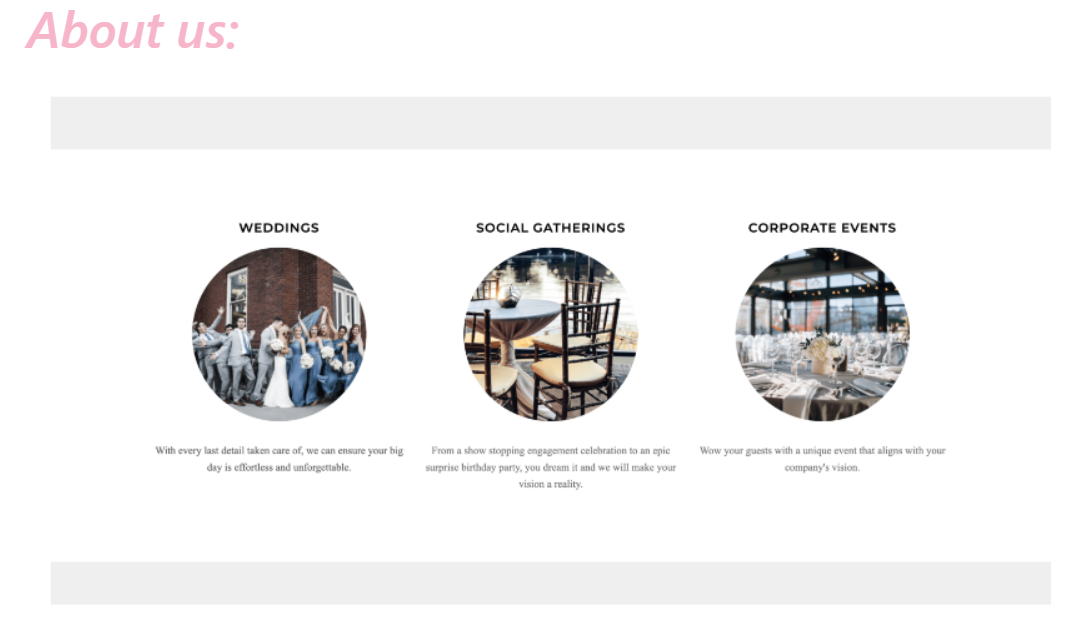 About us:
WEDDINGS
With every last detail taken care of, we can ensure your big
day is effortless and unforgettable.
SOCIAL GATHERINGS
From a show stopping engagement celebration to an epic
surprise birthday party, you dream it and we will make your
vision a reality.
CORPORATE EVENTS
Wow your guests with a unique event that aligns with your
company's vision.